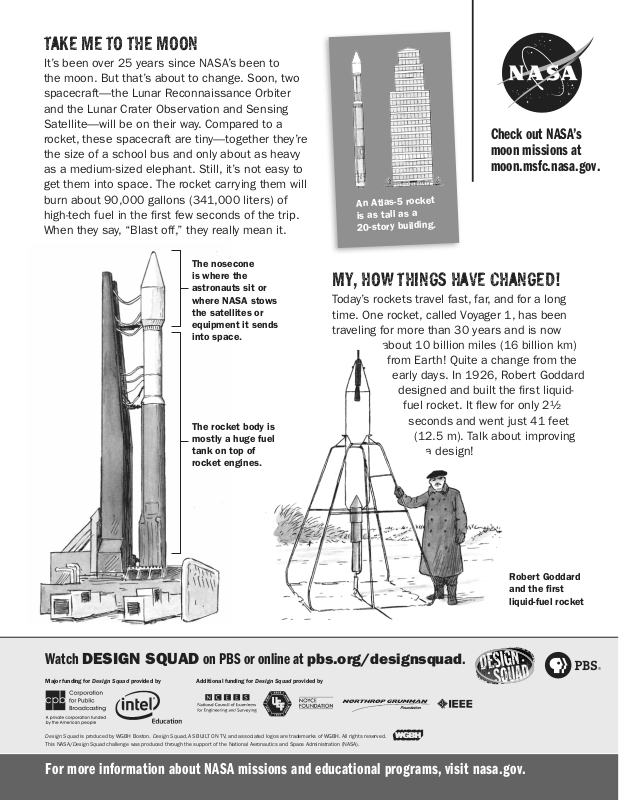 TAKE ME TO THE MOON
It's been over 25 years since NASA's been to
the moon. But that's about to change. Soon, two
spacecraft—the Lunar Reconnaissance Orbiter
and the Lunar Crater Observation and Sensing
Satellite—will be on their way. Compared to a
rocket, these spacecraft are tiny—together they're
the size of a school bus and only about as heavy
as a medium-sized elephant. Still, it's not easy to
get them into space. The rocket carrying them will
burn about 90,000 gallons (341,000 liters) of
high-tech fuel in the first few seconds of the trip.
When they say, "Blast off," they really mean it.
An Atlas-5 rocket
is as tall as a
20-story building.
NASA
Check out NASA's
moon missions at
moon.msfc.nasa.gov.
The nosecone
is where the
astronauts sit or
where NASA stows
the satellites or
equipment it sends
into space.
The rocket body is
mostly a huge fuel
tank on top of
rocket engines.
MY, HOW THINGS HAVE CHANGED!
Today's rockets travel fast, far, and for a long
time. One rocket, called Voyager 1, has been
traveling for more than 30 years and is now
about 10 billion miles (16 billion km)
from Earth! Quite a change from the
early days. In 1926, Robert Goddard
designed and built the first liquid-
fuel rocket. It flew for only 2½
seconds and went just 41 feet
(12.5 m). Talk about improving
a design!
Robert Goddard
and the first
liquid-fuel rocket
Watch DESIGN SQUAD on PBS or online at pbs.org/designsquad.
DESIGN
SQUAD
PBS®
Major funding for Design Squad provided by
cpb
Corporation
for Public
Broadcasting
A private corporation funded
by the American people
intel
Education
Additional funding for Design Squad provided by
NCEES
National Council of Examiners
for Engineering and Surveying
NOYCE
FOUNDATION
NORTHROP GRUMMAN
Foundation
IEEE
Design Squad is produced by WGBH Boston. Design Squad, AS BUILT ON TV, and associated logos are trademarks of WGBH. All rights reserved.
This NASA/Design Squad challenge was produced through the support of the National Aeronautics and Space Administration (NASA).
WGBH
For more information about NASA missions and educational programs, visit nasa.gov.